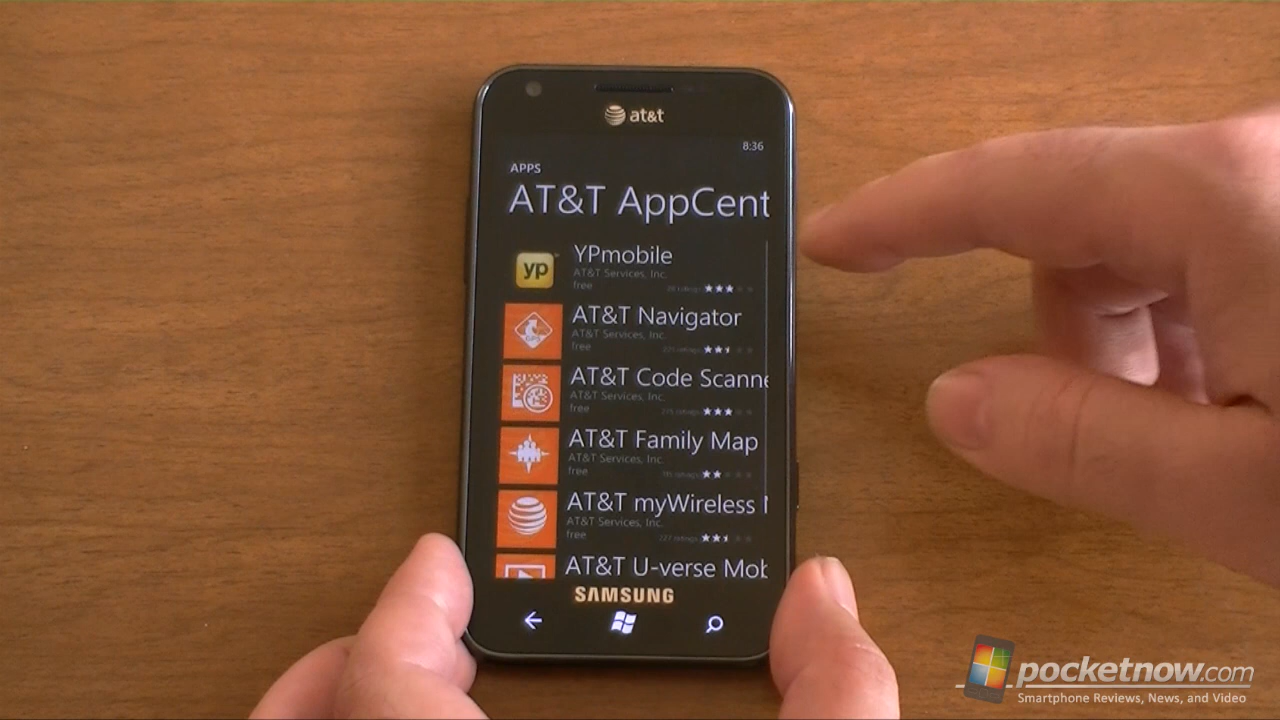 at&t
8:36
APPS
AT&T AppCent
yp
YPmobile
AT&T Services, Inc.
free
AT&T Navigator
AT&T Services, Inc.
free
AT&T Code Scanne
AT&T Services, Inc.
free
AT&T Family Map
AT&T Services, Inc.
free
AT&T myWireless
AT&T Services, Inc.
free
227 ratings
AT&T U-verse Mob
SAMSUNG
pocketnow.com
Smartphone Reviews, News, and Video